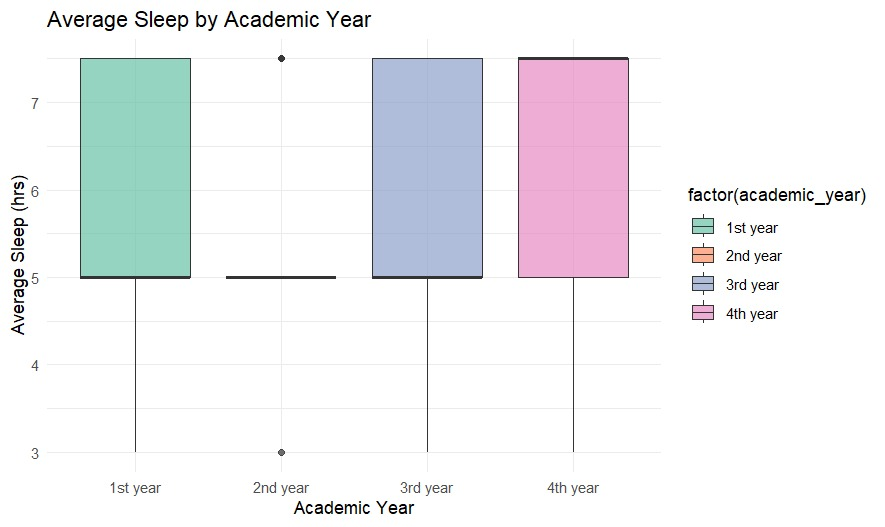 Average Sleep by Academic Year
Average Sleep (hrs)
7
6
5
4
3
1st year
2nd year
3rd year
4th year
Academic Year
factor(academic_year)
1st year
2nd year
3rd year
4th year